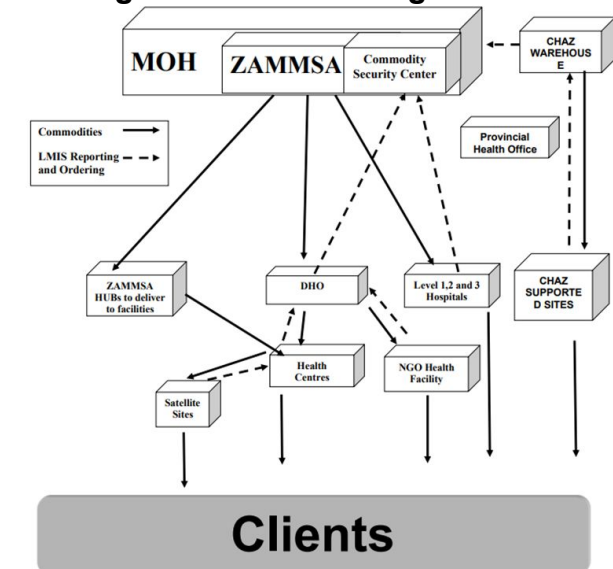 MOH
ZAMMSA
Commodity
Security Center
CHAZ
WAREHOUS
E
Commodities
LMIS Reporting
and Ordering
Provincial
Health Office
ZAMMSA
HUBs to deliver
to facilities
DHO
Level 1,2 and 3
Hospitals
CHAZ
SUPPORTE
D SITES
Health
Centres
NGO Health
Facility
Satellite
Sites
Clients